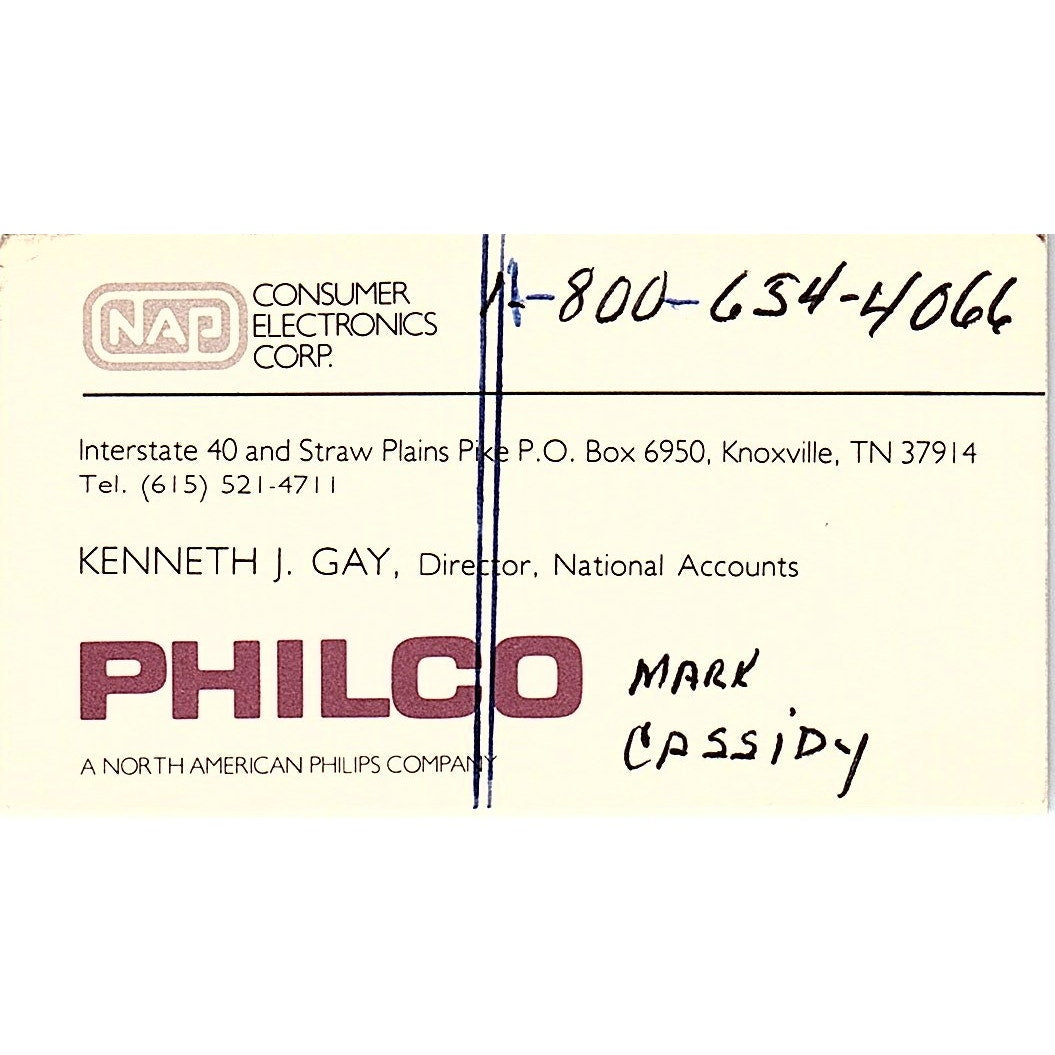 NAP
CONSUMER
ELECTRONICS
CORP.
1-800-654-4066
Interstate 40 and Straw Plains Pike P.O. Box 6950, Knoxville, TN 37914
Tel. (615) 521-4711
KENNETH J. GAY, Director, National Accounts
PHILCO
MARK
CASSIDY
A NORTH AMERICAN PHILIPS COMPANY